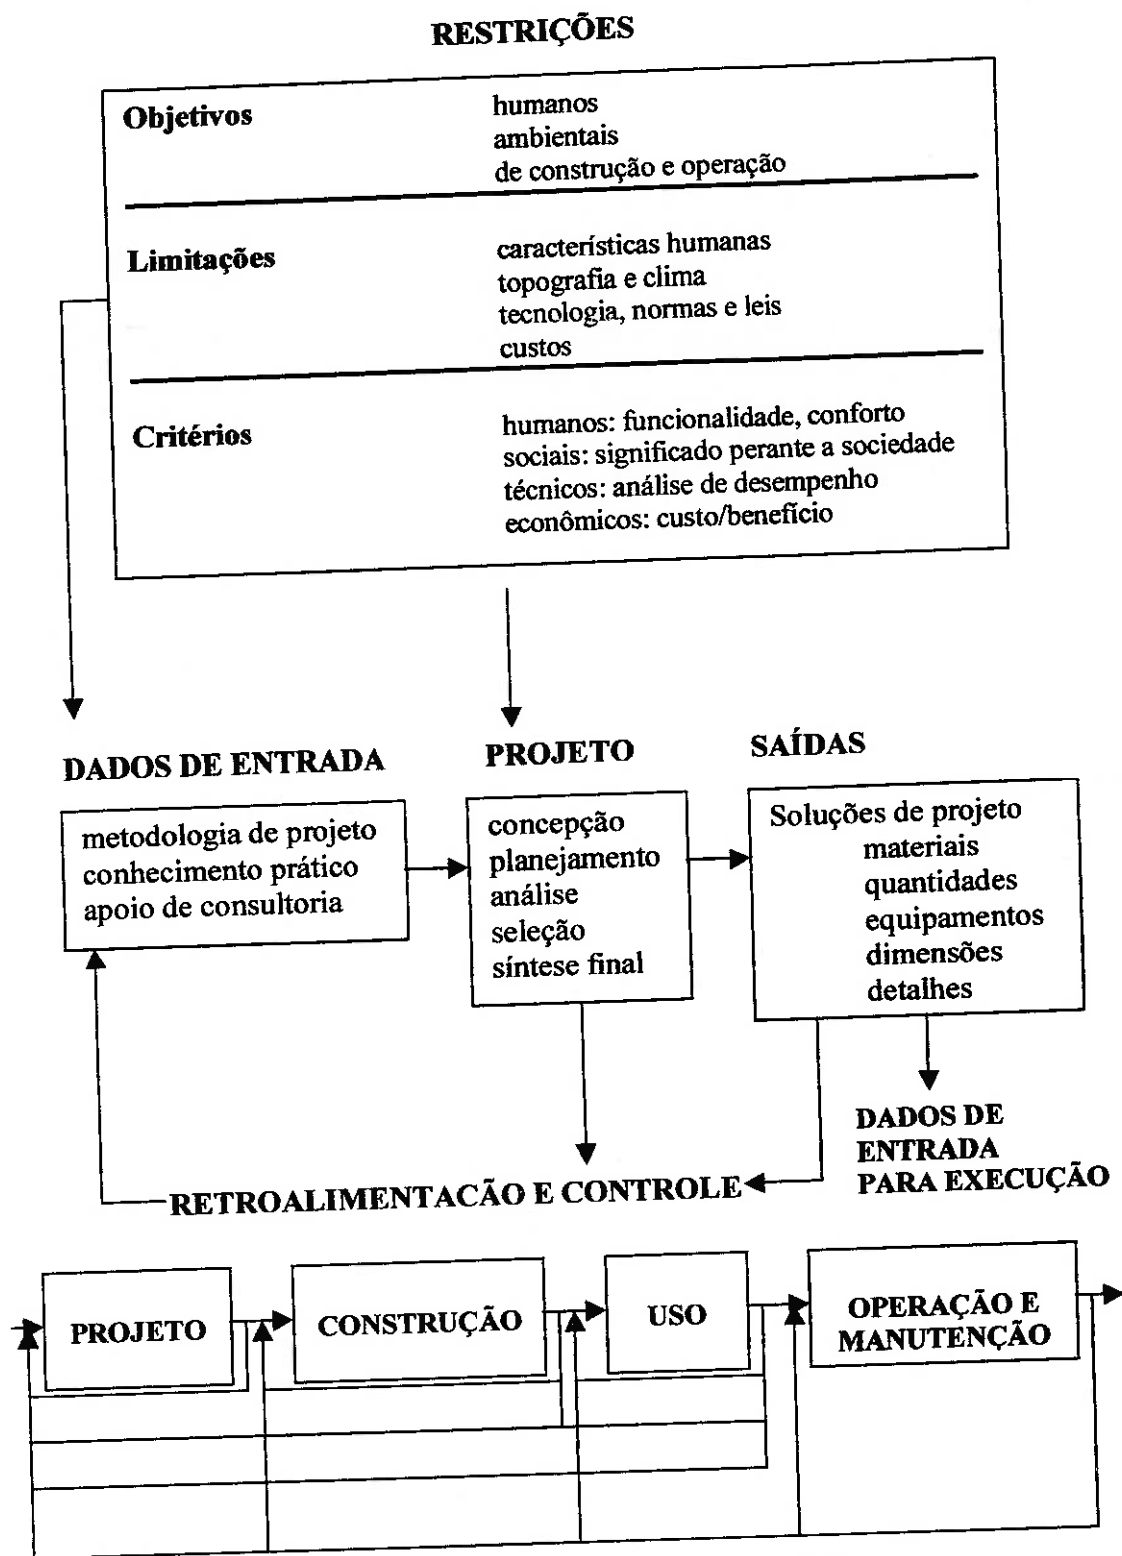 RESTRIÇÕES
Objetivos
humanos
ambientais
de construção e operação
Limitações
características humanas
topografia e clima
tecnologia, normas e leis
custos
Critérios
humanos: funcionalidade, conforto
sociais: significado perante a sociedade
técnicos: análise de desempenho
econômicos: custo/benefício
DADOS DE ENTRADA
metodologia de projeto
conhecimento prático
apoio de consultoria
PROJETO
concepção
planejamento
análise
seleção
síntese final
SAÍDAS
Soluções de projeto
materiais
quantidades
equipamentos
dimensões
detalhes
DADOS DE
ENTRADA
PARA EXECUÇÃO
RETROALIMENTACÃO E CONTROLE
PROJETO
CONSTRUÇÃO
USO
OPERAÇÃO E
MANUTENÇÃO